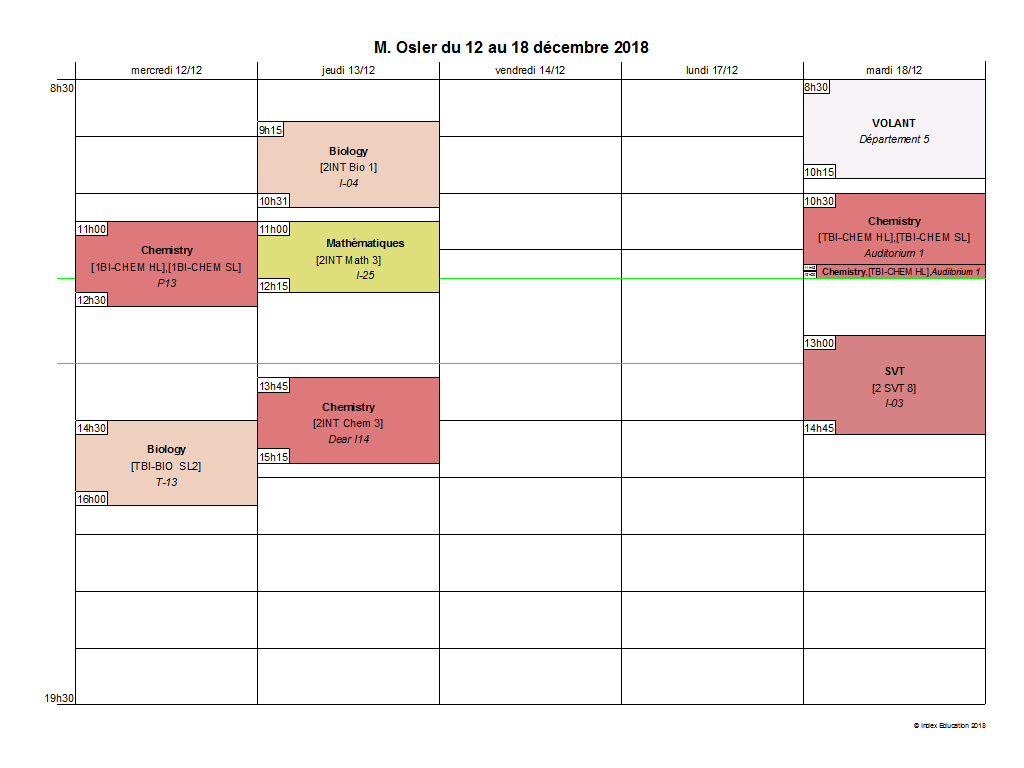 M. Osler du 12 au 18 décembre 2018
mercredi 12/12
jeudi 13/12
vendredi 14/12
lundi 17/12
mardi 18/12
8h30
19h30
11h00
Chemistry
[1BI-CHEM HL],[1BI-CHEM SL]
P13
12h30
14h30
Biology
[TBI-BIO SL2]
T-13
16h00
9h15
Biology
[2INT Bio 1]
I-04
10h31
11h00
Mathématiques
[2INT Math 3]
I-25
12h15
13h45
Chemistry
[2INT Chem 3]
Dear I14
15h15
8h30
VOLANT
Département 5
10h15
10h30
Chemistry
[TBI-CHEM HL],[TBI-CHEM SL]
Auditorium 1
Chemistry,[TBI-CHEM HL],Auditorium 1
13h00
SVT
[2 SVT 8]
I-03
14h45
© Index Education 2018